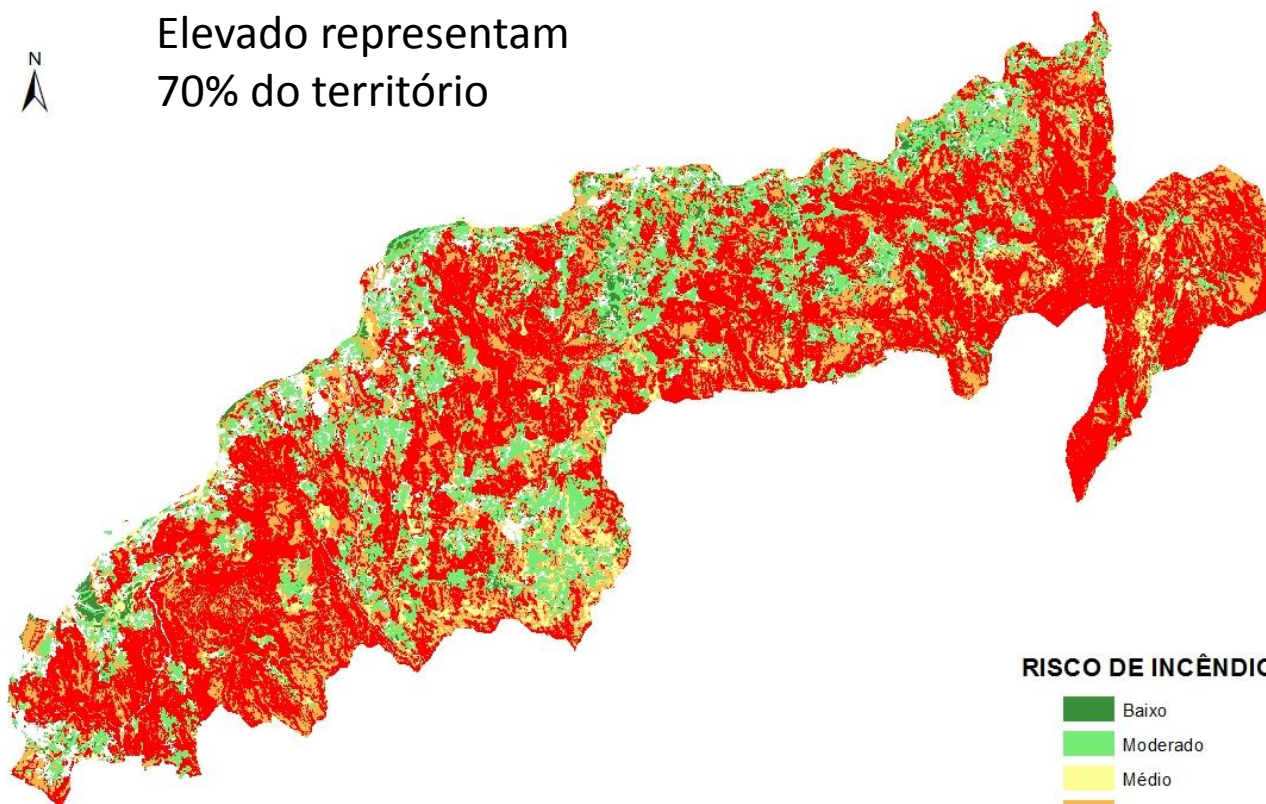 N
Elevado representam
70% do território
RISCO DE INCÊNDIO
Baixo
Moderado
Médio